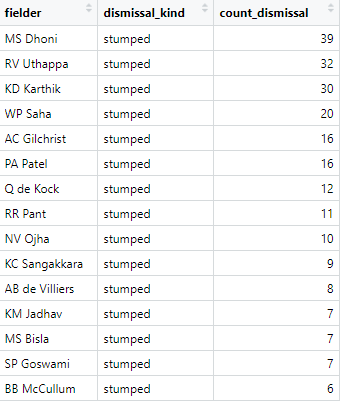 fielder dismissal_kind count_dismissal
MS Dhoni stumped 39
RV Uthappa stumped 32
KD Karthik stumped 30
WP Saha stumped 20
AC Gilchrist stumped 16
PA Patel stumped 16
Q de Kock stumped 12
RR Pant stumped 11
NV Ojha stumped 10
KC Sangakkara stumped 9
AB de Villiers stumped 8
KM Jadhav stumped 7
MS Bisla stumped 7
SP Goswami stumped 7
BB McCullum stumped 6